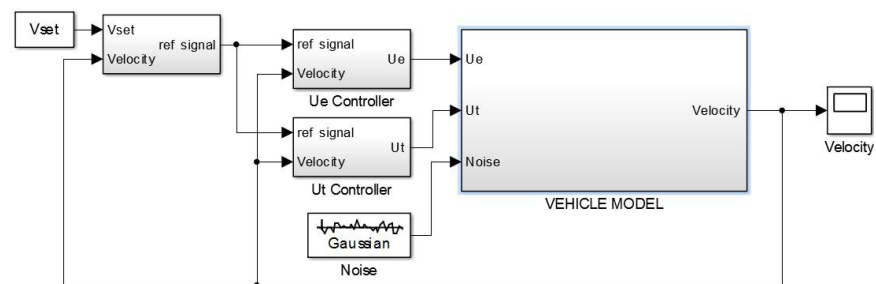 Vset
Vset
ref signal
Velocity
ref signal
Ue
Velocity
Ue Controller
ref signal
Ut
Velocity
Ut Controller
Gaussian
Noise
Ue
Ut
Velocity
Noise
VEHICLE MODEL
Velocity